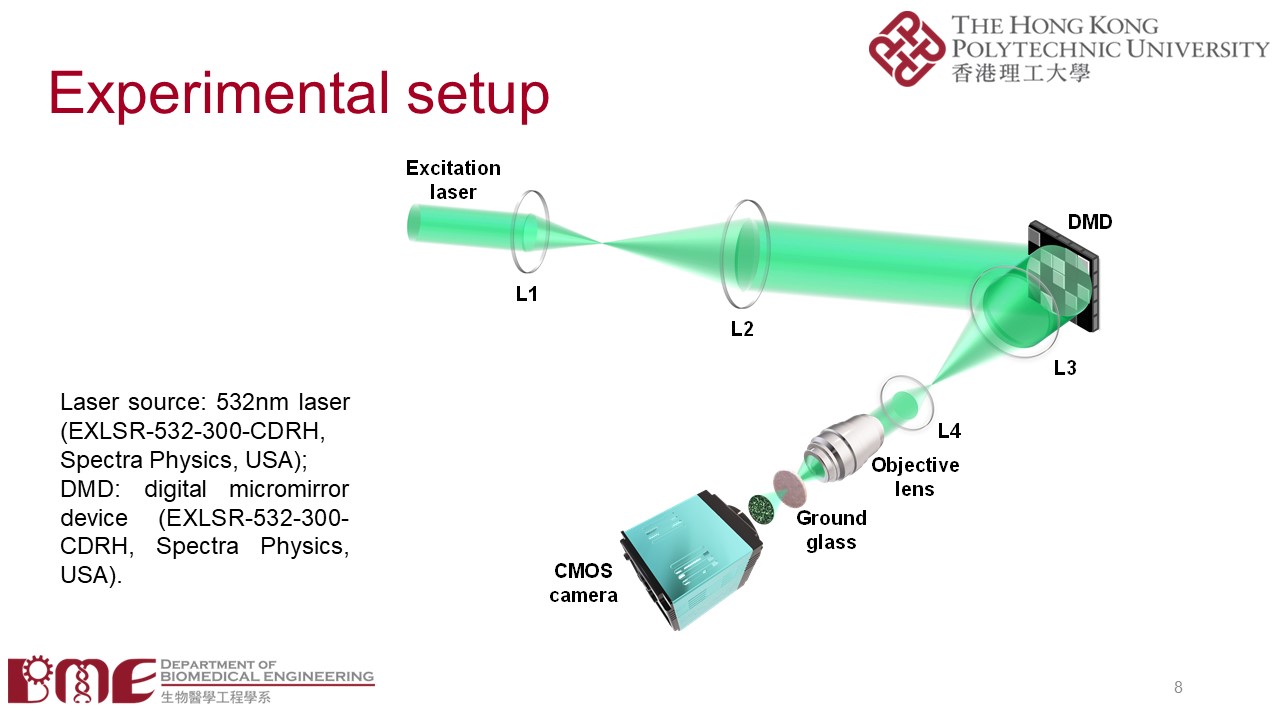 THE HONG KONG
POLYTECHNIC UNIVERSITY
香港理工大學
Experimental setup
Excitation
laser
L1
L2
DMD
L3
L4
Objective
lens
Ground
glass
CMOS
camera
Laser source: 532nm laser
(EXLSR-532-300-CDRH,
Spectra Physics, USA);
DMD: digital micromirror
device (EXLSR-532-300-
CDRH, Spectra Physics,
USA).
BME
DEPARTMENT OF
BIOMEDICAL ENGINEERING
生物醫學工程學系
8